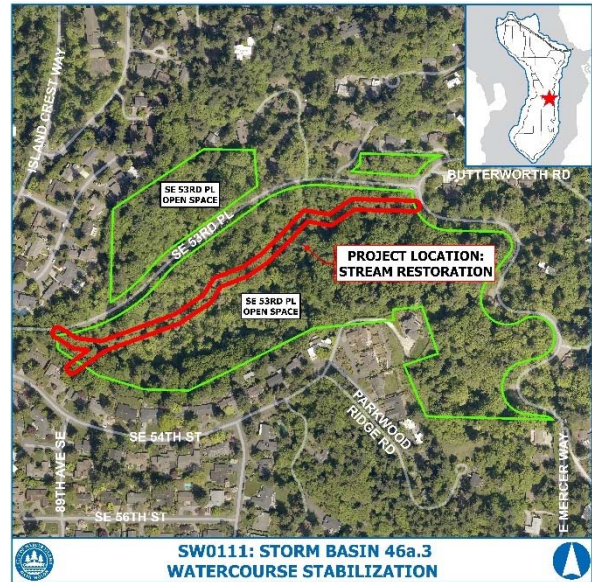 ISLAND CREST WAY
SE 53RD PL
OPEN SPACE
SE 53RD PL
BUTTERWORTH RD
PROJECT LOCATION:
STREAM RESTORATION
SE 53RD PL
OPEN SPACE
PARKWOOD
RIDGE RD
SE 54TH ST
89TH AVE SE
SE 56TH ST
E MERCER WAY
SW0111: STORM BASIN 46a.3
WATERCOURSE STABILIZATION